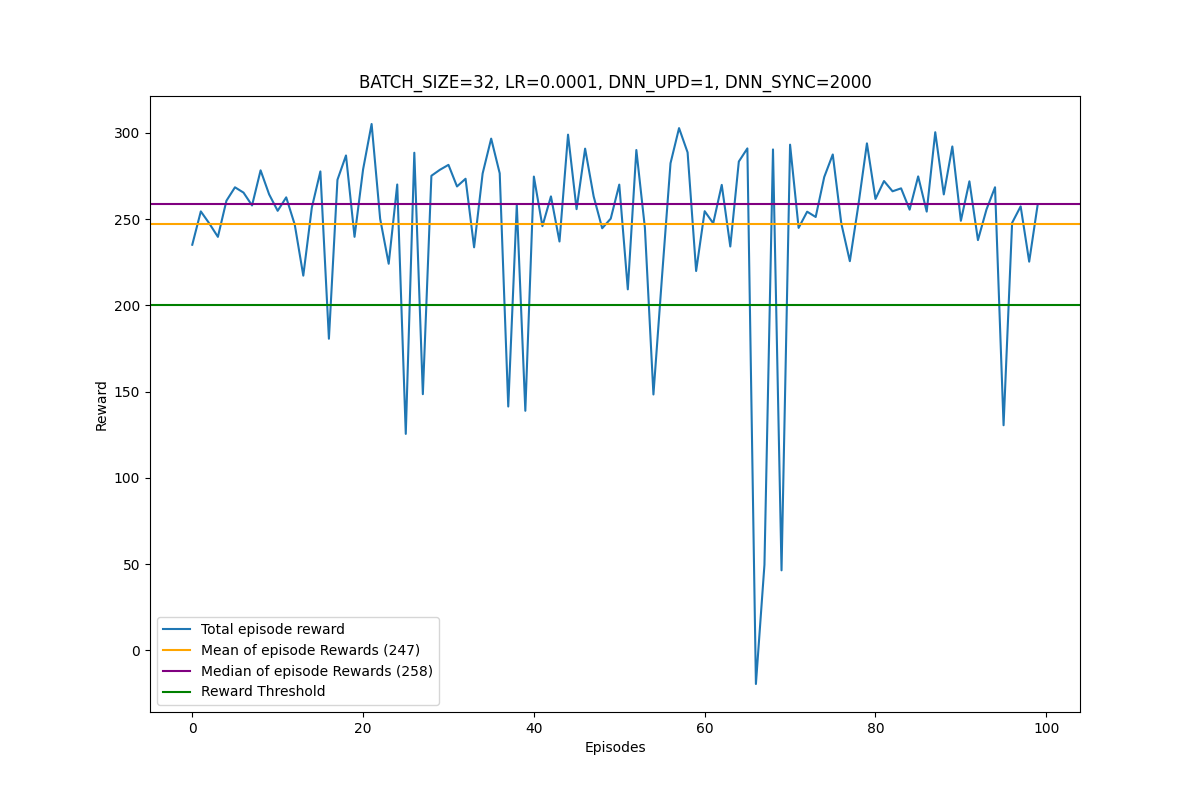 BATCH_SIZE=32, LR=0.0001, DNN_UPD=1, DNN_SYNC=2000
300
250
200
150
100
50
0
Reward
Total episode reward
Mean of episode Rewards (247)
Median of episode Rewards (258)
Reward Threshold
0 20 40 60 80 100
Episodes